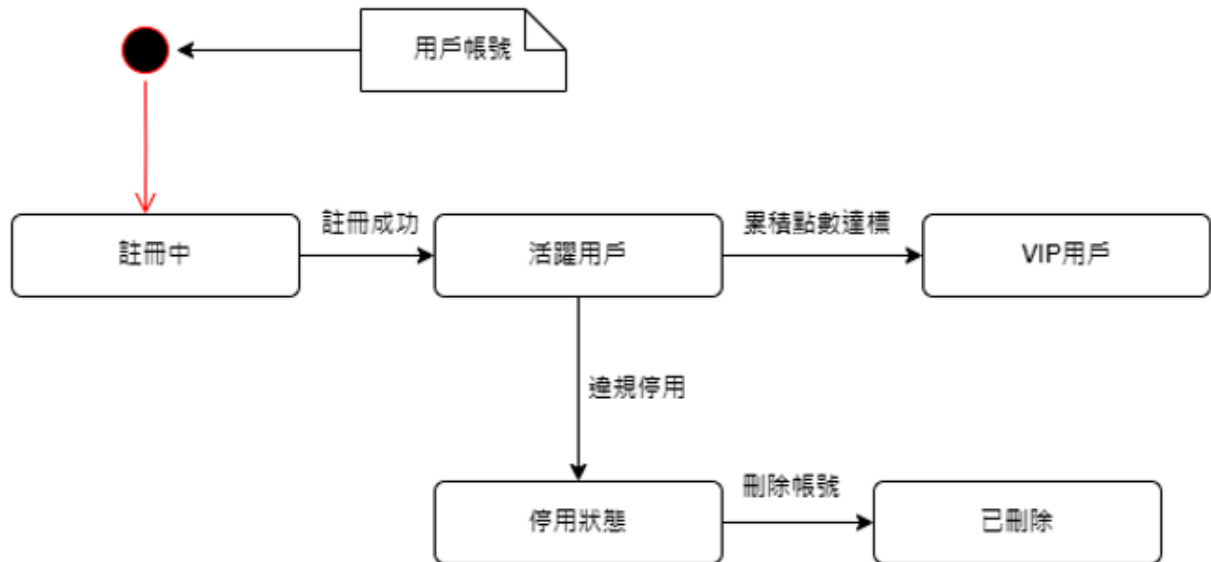 用戶帳號
註冊中
註冊成功
活躍用戶
累積點數達標
VIP用戶
違規停用
停用狀態
刪除帳號
已刪除